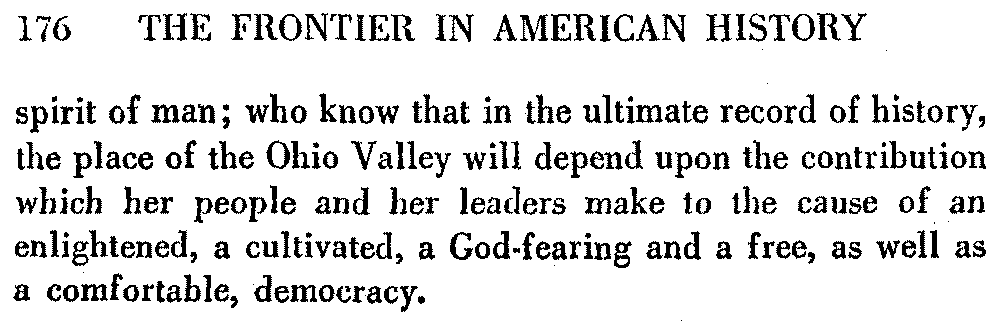 176 THE FRONTIER IN AMERICAN HISTORY
spirit of man; who know that in the ultimate record of history,
the place of the Ohio Valley will depend upon the contribution
which her people and her leaders make to the cause of an
enlightened, a cultivated, a God-fearing and a free, as well as
a comfortable, democracy.